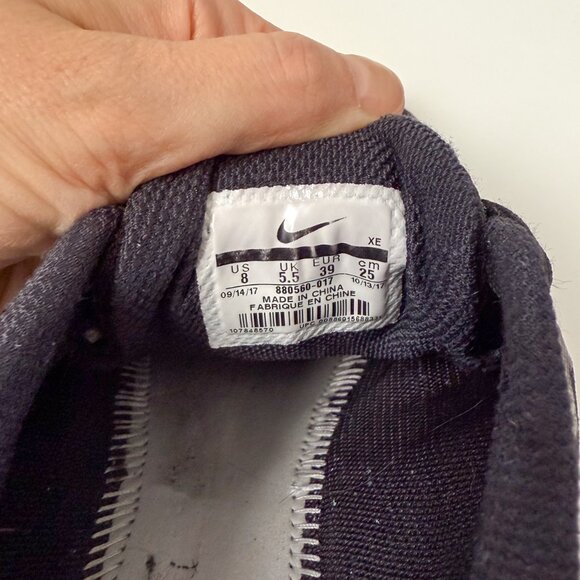 XE
US UK EUR cm
8 5.5 39 25
09/14/17 880560-017 10/13/17
MADE IN CHINA
FABRIQUE EN CHINE
107848570